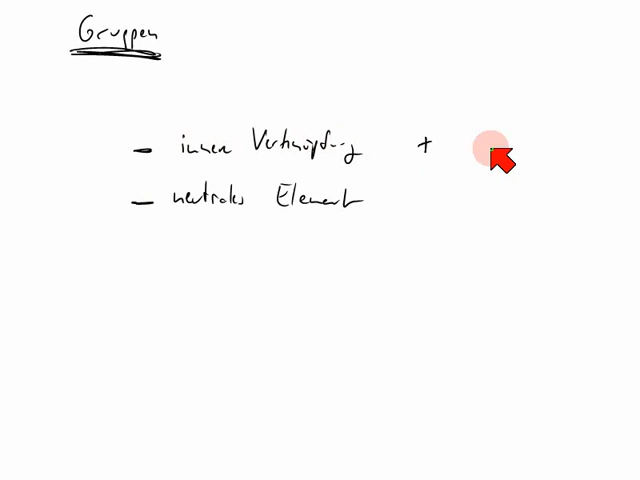 Gruppen
- innere Verknüpfung +
- neutrales Element